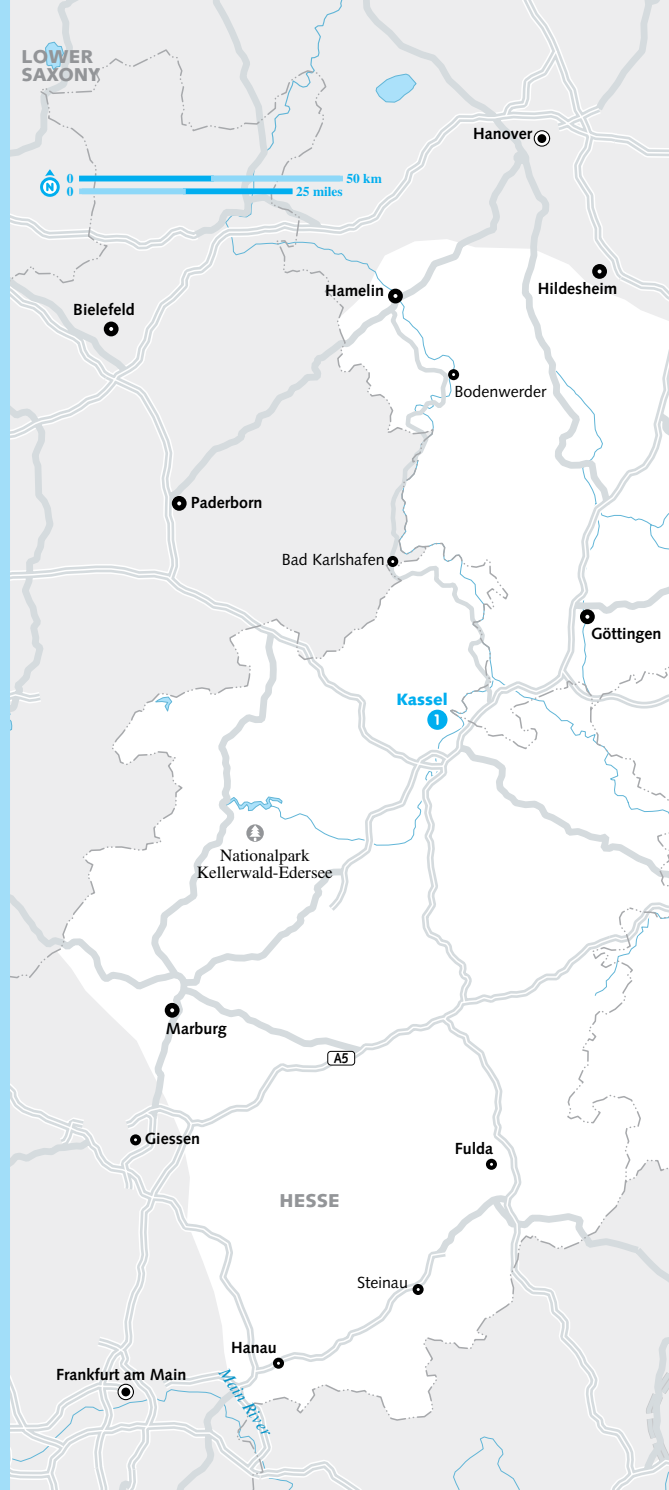 LOWER
SAXONY
Hanover
N
0
50 km
0
25 miles
Hamelin
Hildesheim
Bielefeld
Bodenwerder
Paderborn
Bad Karlshafen
Göttingen
Kassel
1
Nationalpark
Kellerwald-Edersee
Marburg
A5
Giessen
Fulda
HESSE
Steinau
Hanau
Frankfurt am Main
Main River